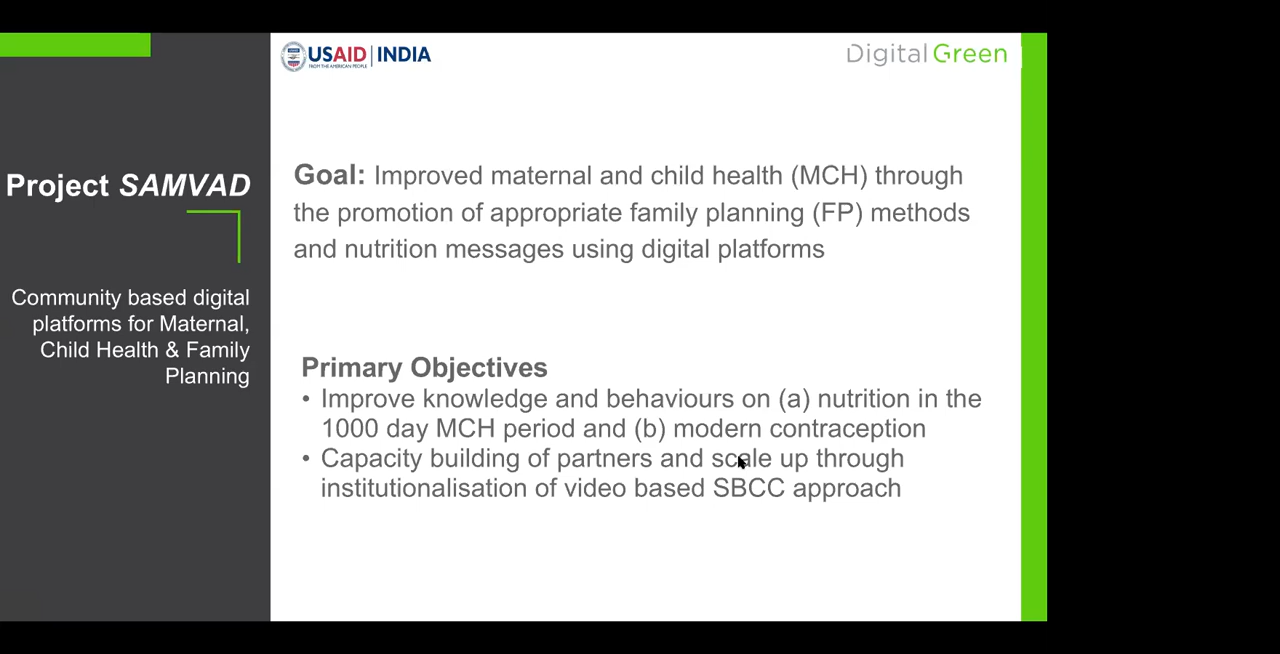 Project SAMVAD
Community based digital
platforms for Maternal,
Child Health & Family
Planning
USAID | INDIA
FROM THE AMERICAN PEOPLE
Digital Green
Goal: Improved maternal and child health (MCH) through
the promotion of appropriate family planning (FP) methods
and nutrition messages using digital platforms
Primary Objectives
• Improve knowledge and behaviours on (a) nutrition in the
1000 day MCH period and (b) modern contraception
• Capacity building of partners and scale up through
institutionalisation of video based SBCC approach